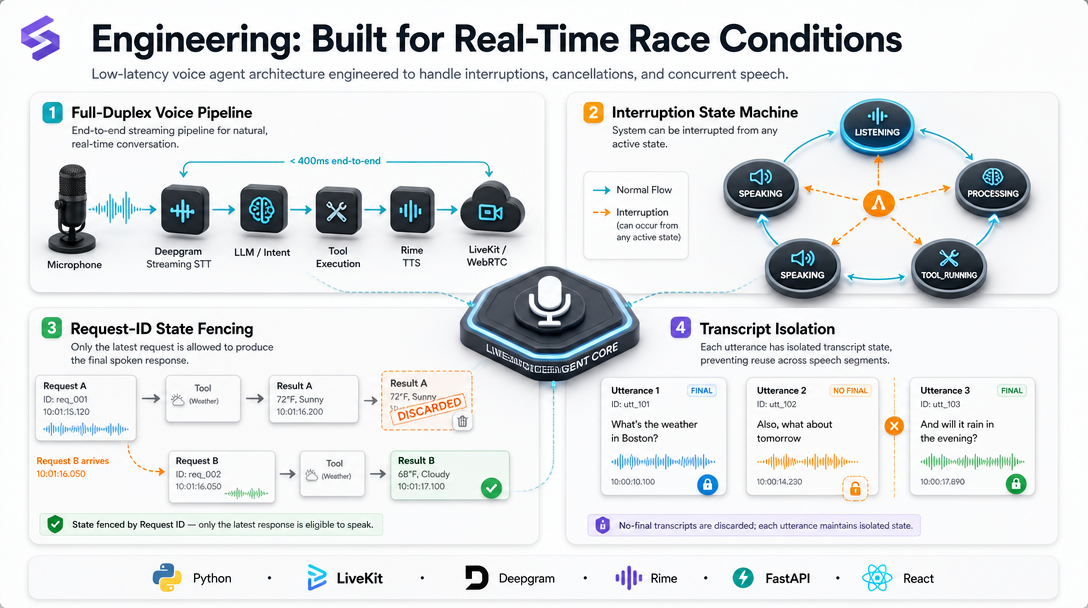 Engineering: Built for Real-Time Race Conditions
Low-latency voice agent architecture engineered to handle interruptions, cancellations, and concurrent speech.
1 Full-Duplex Voice Pipeline
End-to-end streaming pipeline for natural,
real-time conversation.
< 400ms end-to-end
Microphone
Deepgram
Streaming STT
LLM / Intent
Tool
Execution
Rime
TTS
LiveKit /
WebRTC
2 Interruption State Machine
System can be interrupted from any
active state.
Normal Flow
Interruption
(can occur from
any active state)
LISTENING
SPEAKING
PROCESSING
SPEAKING
TOOL_RUNNING
AGENT CORE
3 Request-ID State Fencing
Only the latest request is allowed to produce
the final spoken response.
Request A
ID: req_001
10:01:15.120
Tool
(Weather)
Result A
72°F, Sunny
10:01:16.200
Result A
72°F, Sunny
DISCARDED
Request B arrives
10:01:16.050
Request B
ID: req_002
10:01:16.050
Tool
(Weather)
Result B
68°F, Cloudy
10:01:17.100
State fenced by Request ID — only the latest response is eligible to speak.
4 Transcript Isolation
Each utterance has isolated transcript state,
preventing reuse across speech segments.
Utterance 1 FINAL
ID: utt_101
What's the weather
in Boston?
10:00:10.100
Utterance 2 NO FINAL
ID: utt_102
Also, what about
tomorrow
10:00:14.230
Utterance 3 FINAL
ID: utt_103
And will it rain in
the evening?
10:00:17.890
No-final transcripts are discarded; each utterance maintains isolated state.
Python • LiveKit • Deepgram • Rime • FastAPI • React